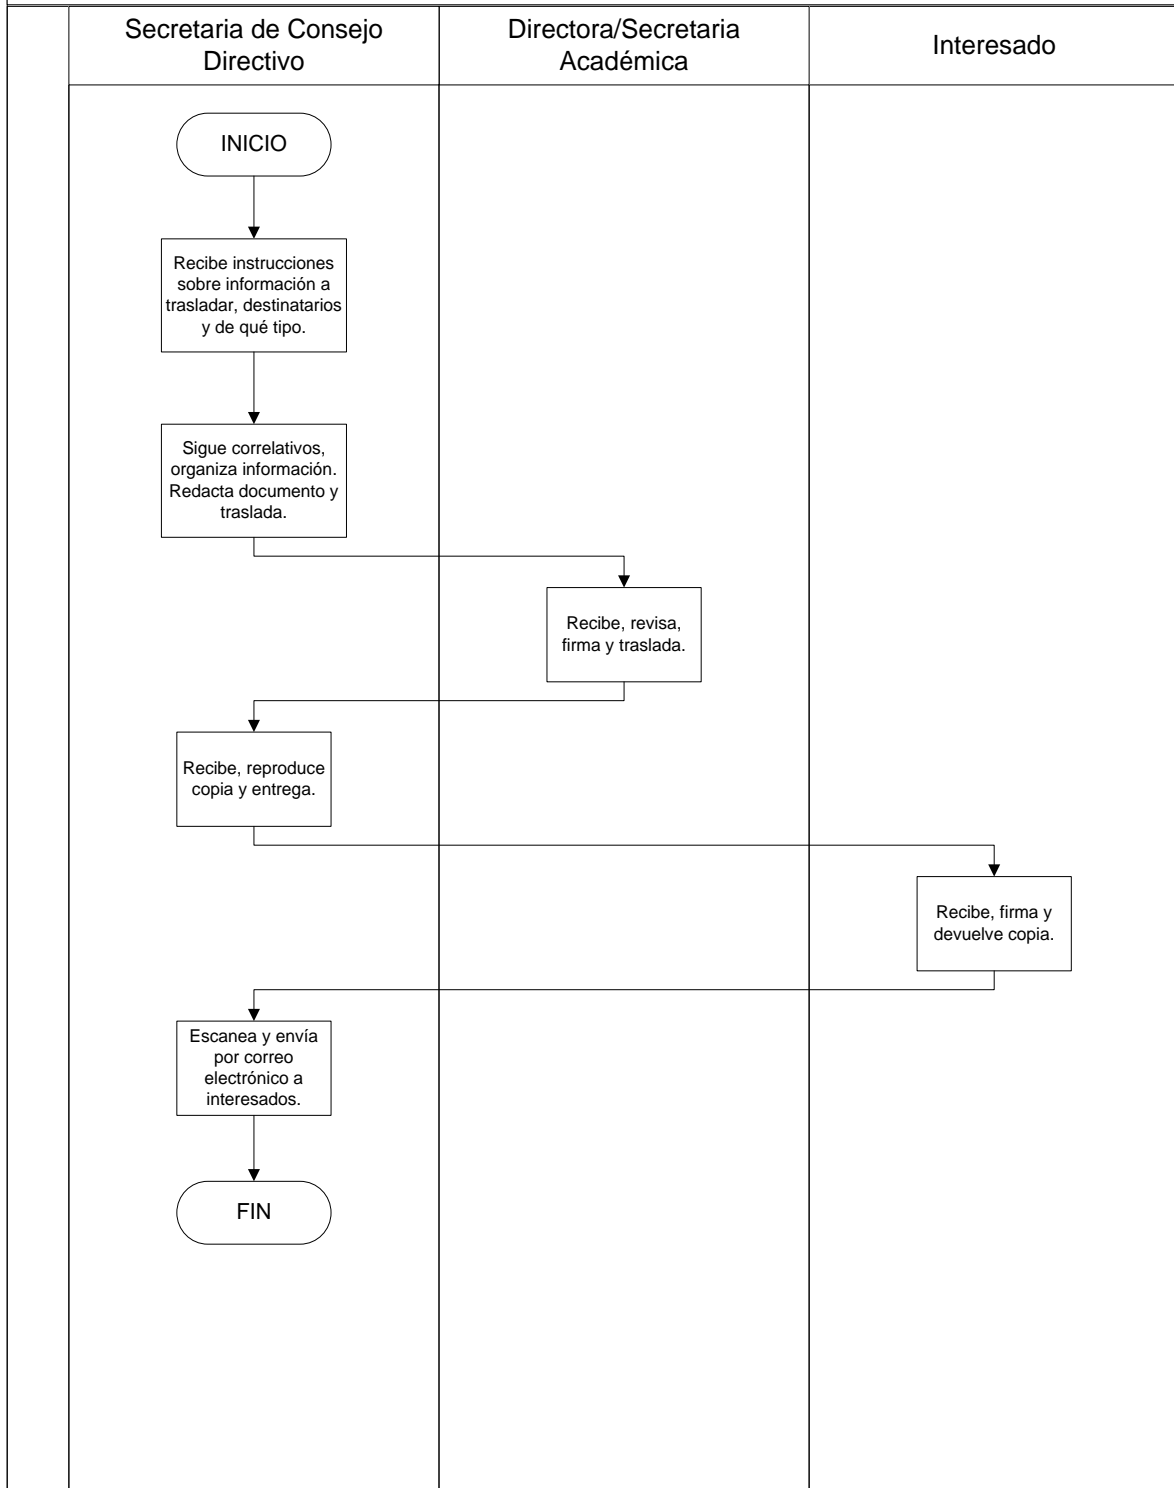 Secretaria de Consejo
Directivo
Directora/Secretaria
Académica
Interesado
INICIO
Recibe instrucciones
sobre información a
trasladar, destinatarios
y de qué tipo.
Sigue correlativos,
organiza información.
Redacta documento y
traslada.
Recibe, revisa,
firma y traslada.
Recibe, reproduce
copia y entrega.
Recibe, firma y
devuelve copia.
Escanea y envía
por correo
electrónico a
interesados.
FIN